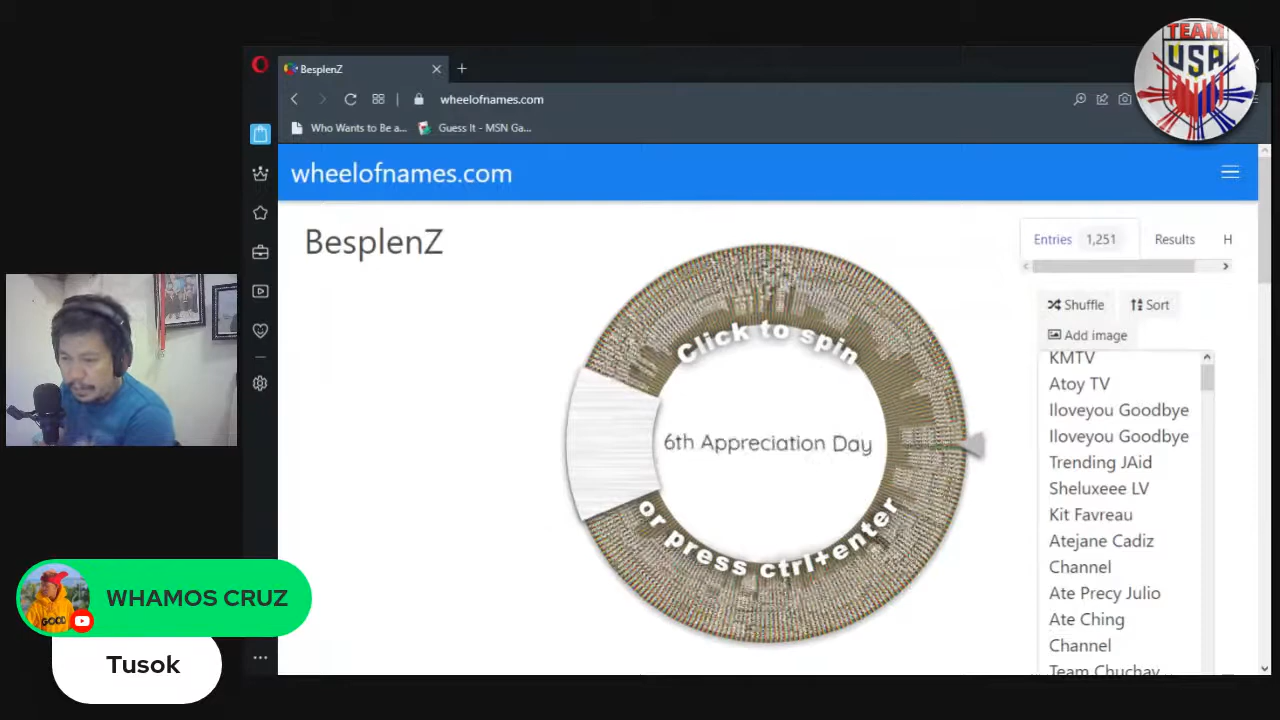 TEAM
USA
BesplenZ
wheelofnames.com
Who Wants to Be a...
Guess It - MSN Ga...
wheelofnames.com
BesplenZ
Entries 1,251
Results
H
Shuffle
Sort
Add image
KMTV
Atoy TV
Iloveyou Goodbye
Iloveyou Goodbye
Trending JAid
Sheluxeee LV
Kit Favreau
Atejane Cadiz
Channel
Ate Precy Julio
Ate Ching
Channel
Team Chuchay
Click to spin
6th Appreciation Day
or press ctrl+enter
GOOD
WHAMOS CRUZ
Tusok